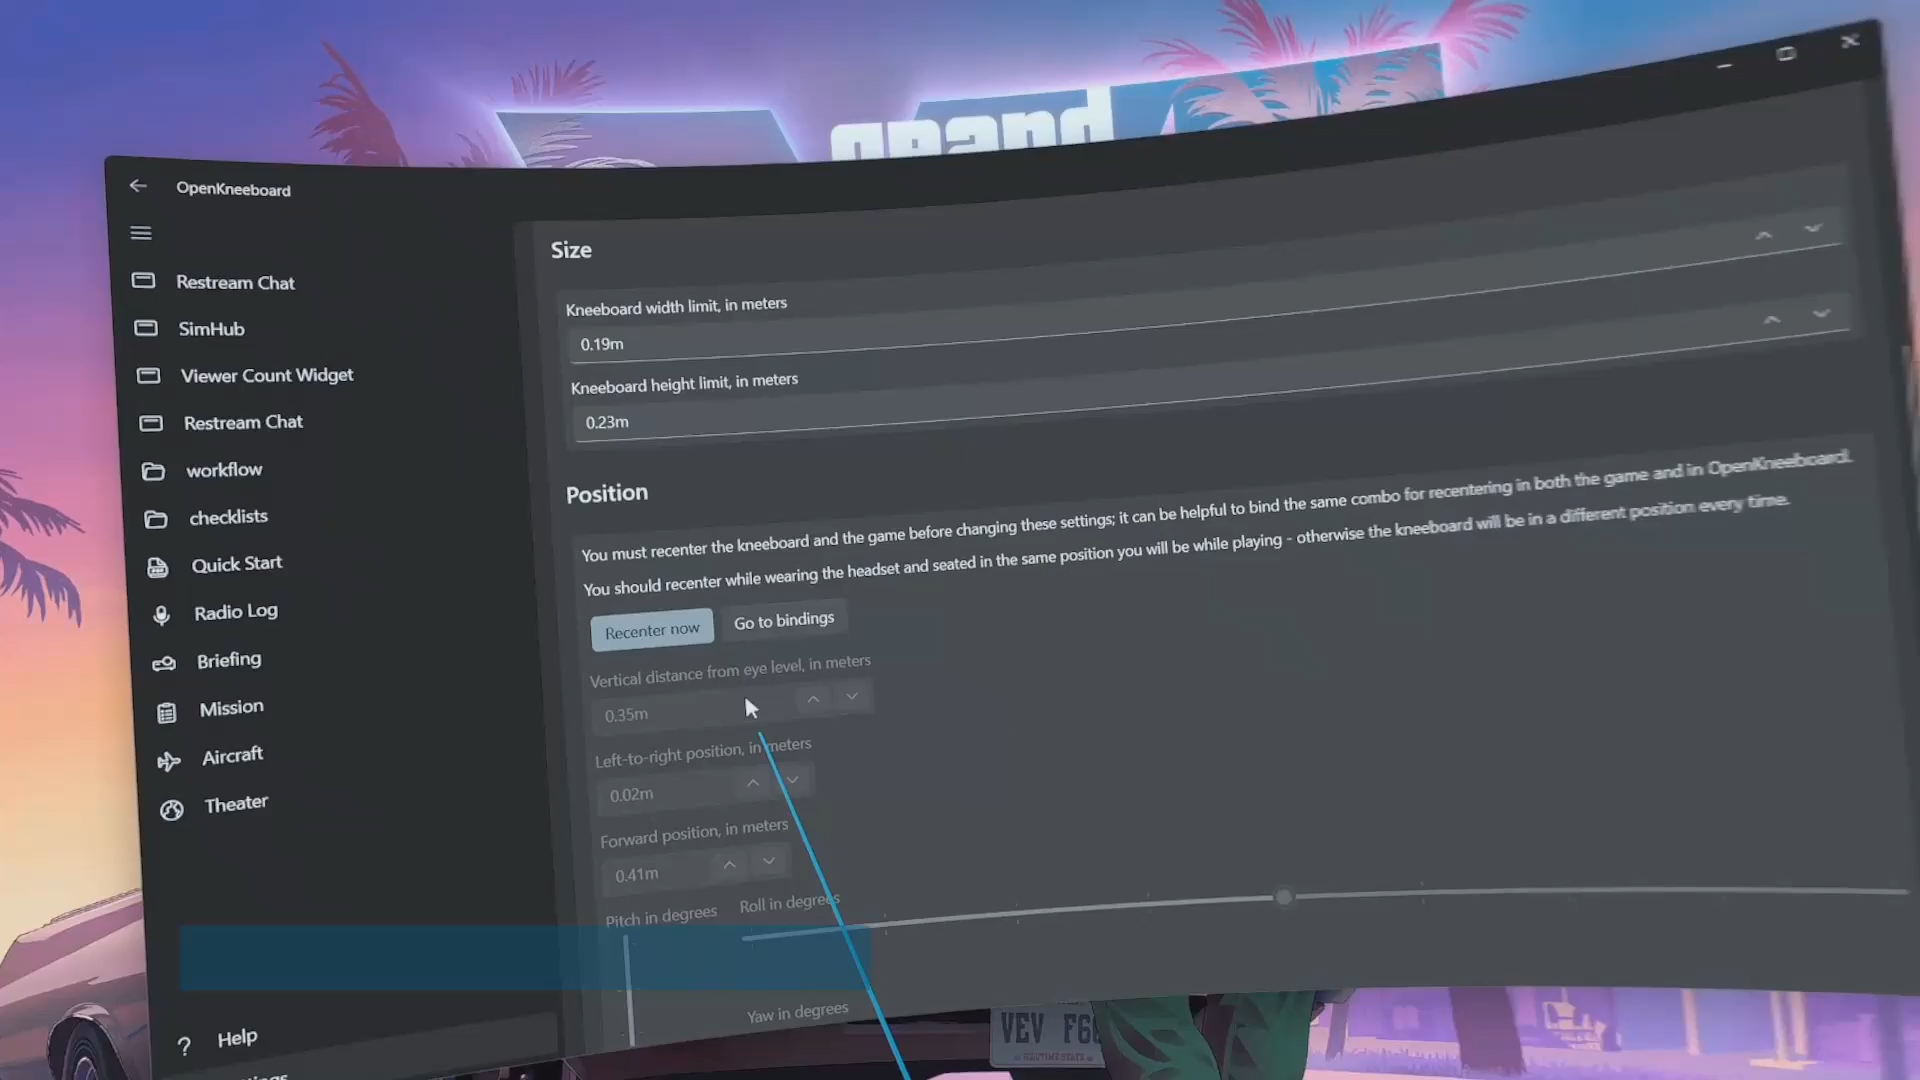 grand
OpenKneeboard
Restream Chat
SimHub
Viewer Count Widget
Restream Chat
workflow
checklists
Quick Start
Radio Log
Briefing
Mission
Aircraft
Theater
? Help
Size
Kneeboard width limit, in meters
0.19m
Kneeboard height limit, in meters
0.23m
Position
You must recenter the kneeboard and the game before changing these settings; it can be helpful to bind the same combo for recentering in both the game and in OpenKneeboard.
You should recenter while wearing the headset and seated in the same position you will be while playing - otherwise the kneeboard will be in a different position every time.
Recenter now
Go to bindings
Vertical distance from eye level, in meters
0.35m
Left-to-right position, in meters
0.02m
Forward position, in meters
0.41m
Pitch in degrees
Roll in degrees
Yaw in degrees
VEV